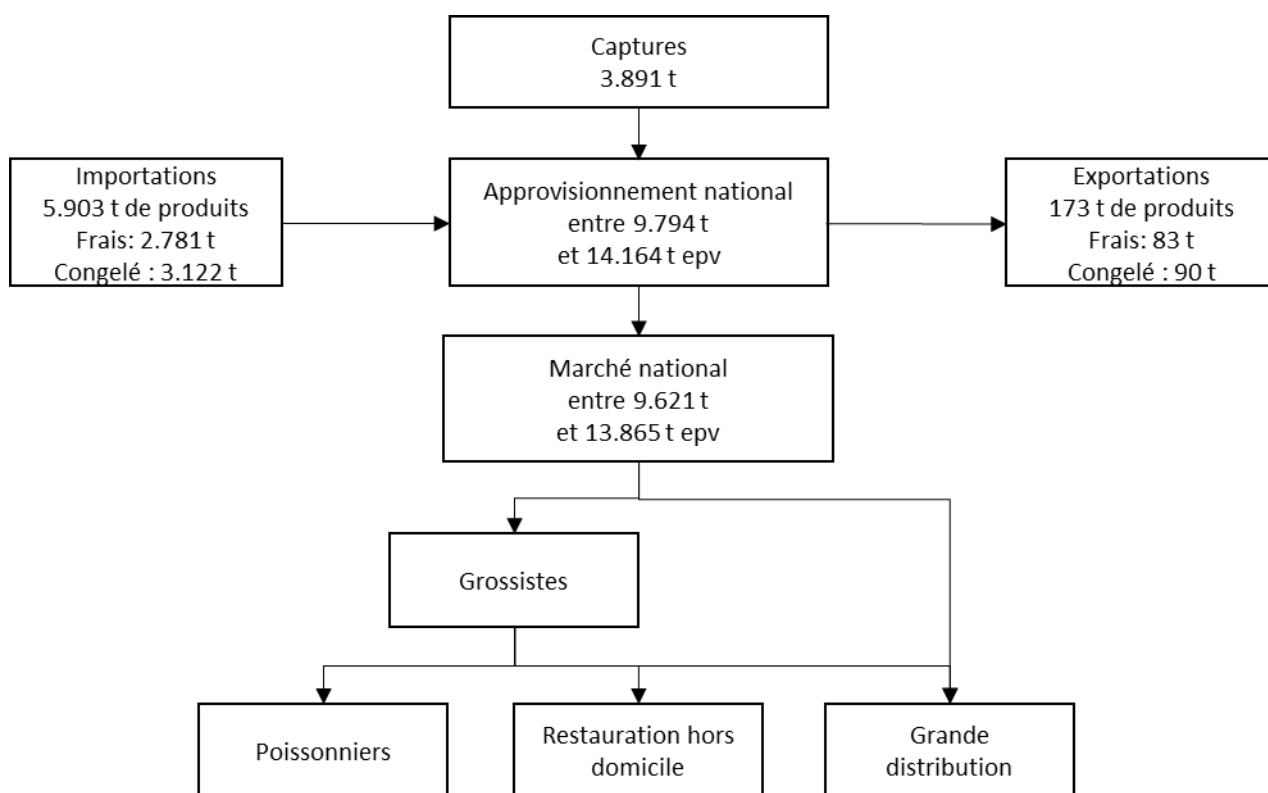 Captures
3.891 t
Importations
5.903 t de produits
Frais: 2.781 t
Congelé : 3.122 t
Approvisionnement national
entre 9.794 t
et 14.164 t epv
Exportations
173 t de produits
Frais: 83 t
Congelé : 90 t
Marché national
entre 9.621 t
et 13.865 t epv
Grossistes
Poissonniers
Restauration hors
domicile
Grande
distribution